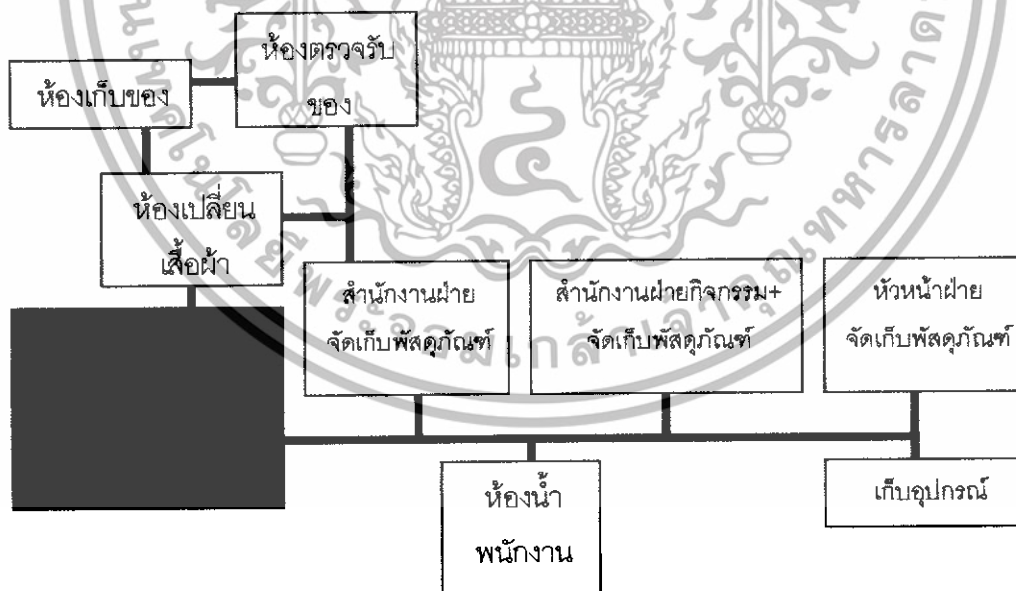 ห้องตรวจรับ
ของ
ห้องเก็บของ
ห้องเปลี่ยน
เสื้อผ้า
สำนักงานฝ่าย
จัดเก็บพัสดุภัณฑ์
สำนักงานฝ่ายกิจกรรม+
จัดเก็บพัสดุภัณฑ์
หัวหน้าฝ่าย
จัดเก็บพัสดุภัณฑ์
ห้องน้ำ
พนักงาน
เก็บอุปกรณ์